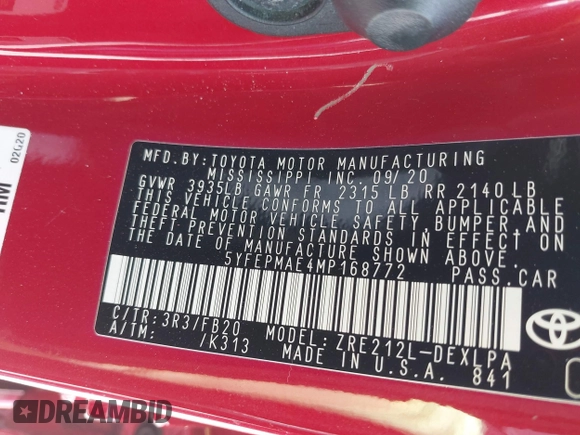 MFD.BY:TOYOTA MOTOR MANUFACTURING
MISSISSIPPI INC 09/20
GVWR 3935LB GAWR FR 2315 LB RR 2140 LB
THIS VEHICLE CONFORMS TO ALL APPLICABLE
FEDERAL MOTOR VEHICLE SAFETY,BUMPER,AND
THEFT PREVENTION STANDARDS IN EFFECT ON
THE DATE OF MANUFACTURE SHOWN ABOVE.
5YFEPMAE4MP168772 PASS.CAR
C/TR:3R3/FB20 MODEL:ZRE212L-DEXLPA
A/TM: /K313 MADE IN U.S.A. 841
TOYOTA
DREAMBID